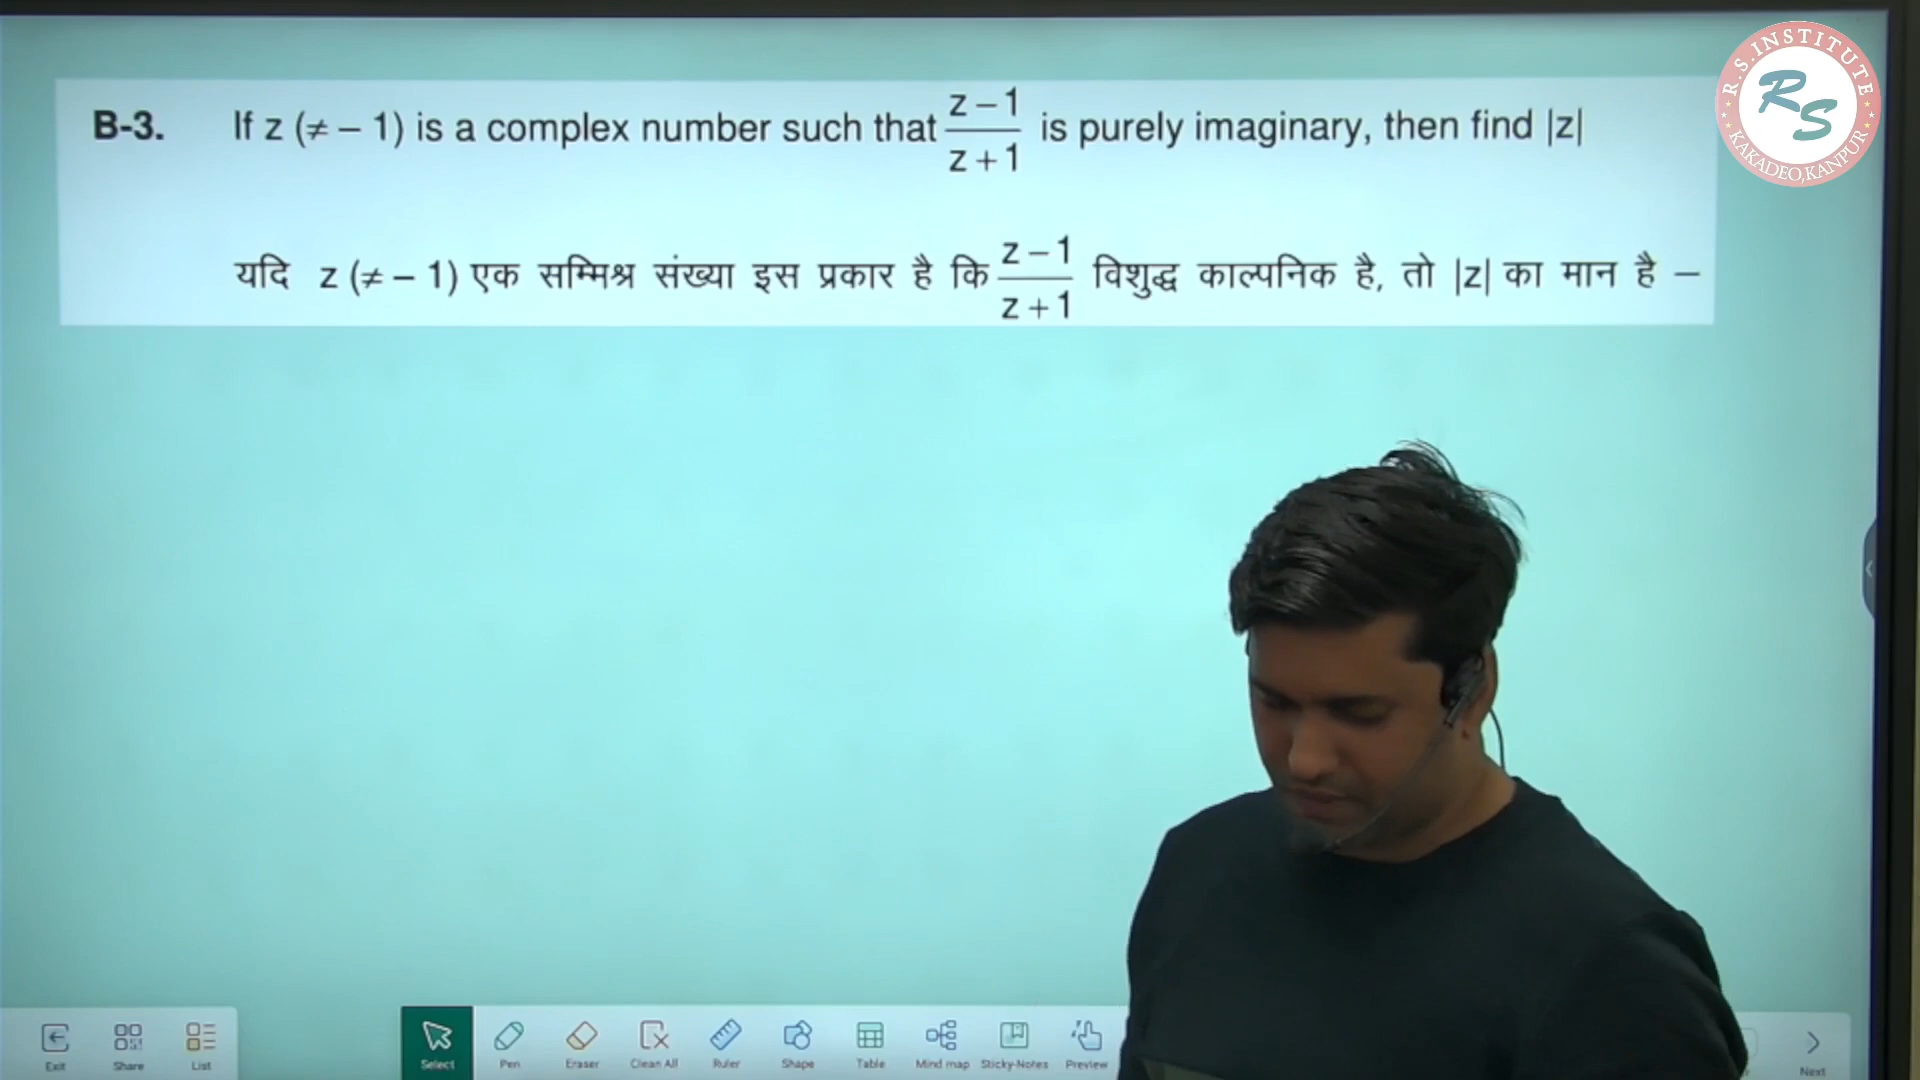 B-3. If z (≠ – 1) is a complex number such that (z – 1)/(z + 1) is purely imaginary, then find |z|
यदि z (≠ – 1) एक सम्मिश्र संख्या इस प्रकार है कि (z – 1)/(z + 1) विशुद्ध काल्पनिक है, तो |z| का मान है –
R.S. INSTITUTE
RS
KAKADEO, KANPUR
Exit Share List Select Pen Eraser Clean All Ruler Shape Table Mind map Sticky-Notes Preview Next